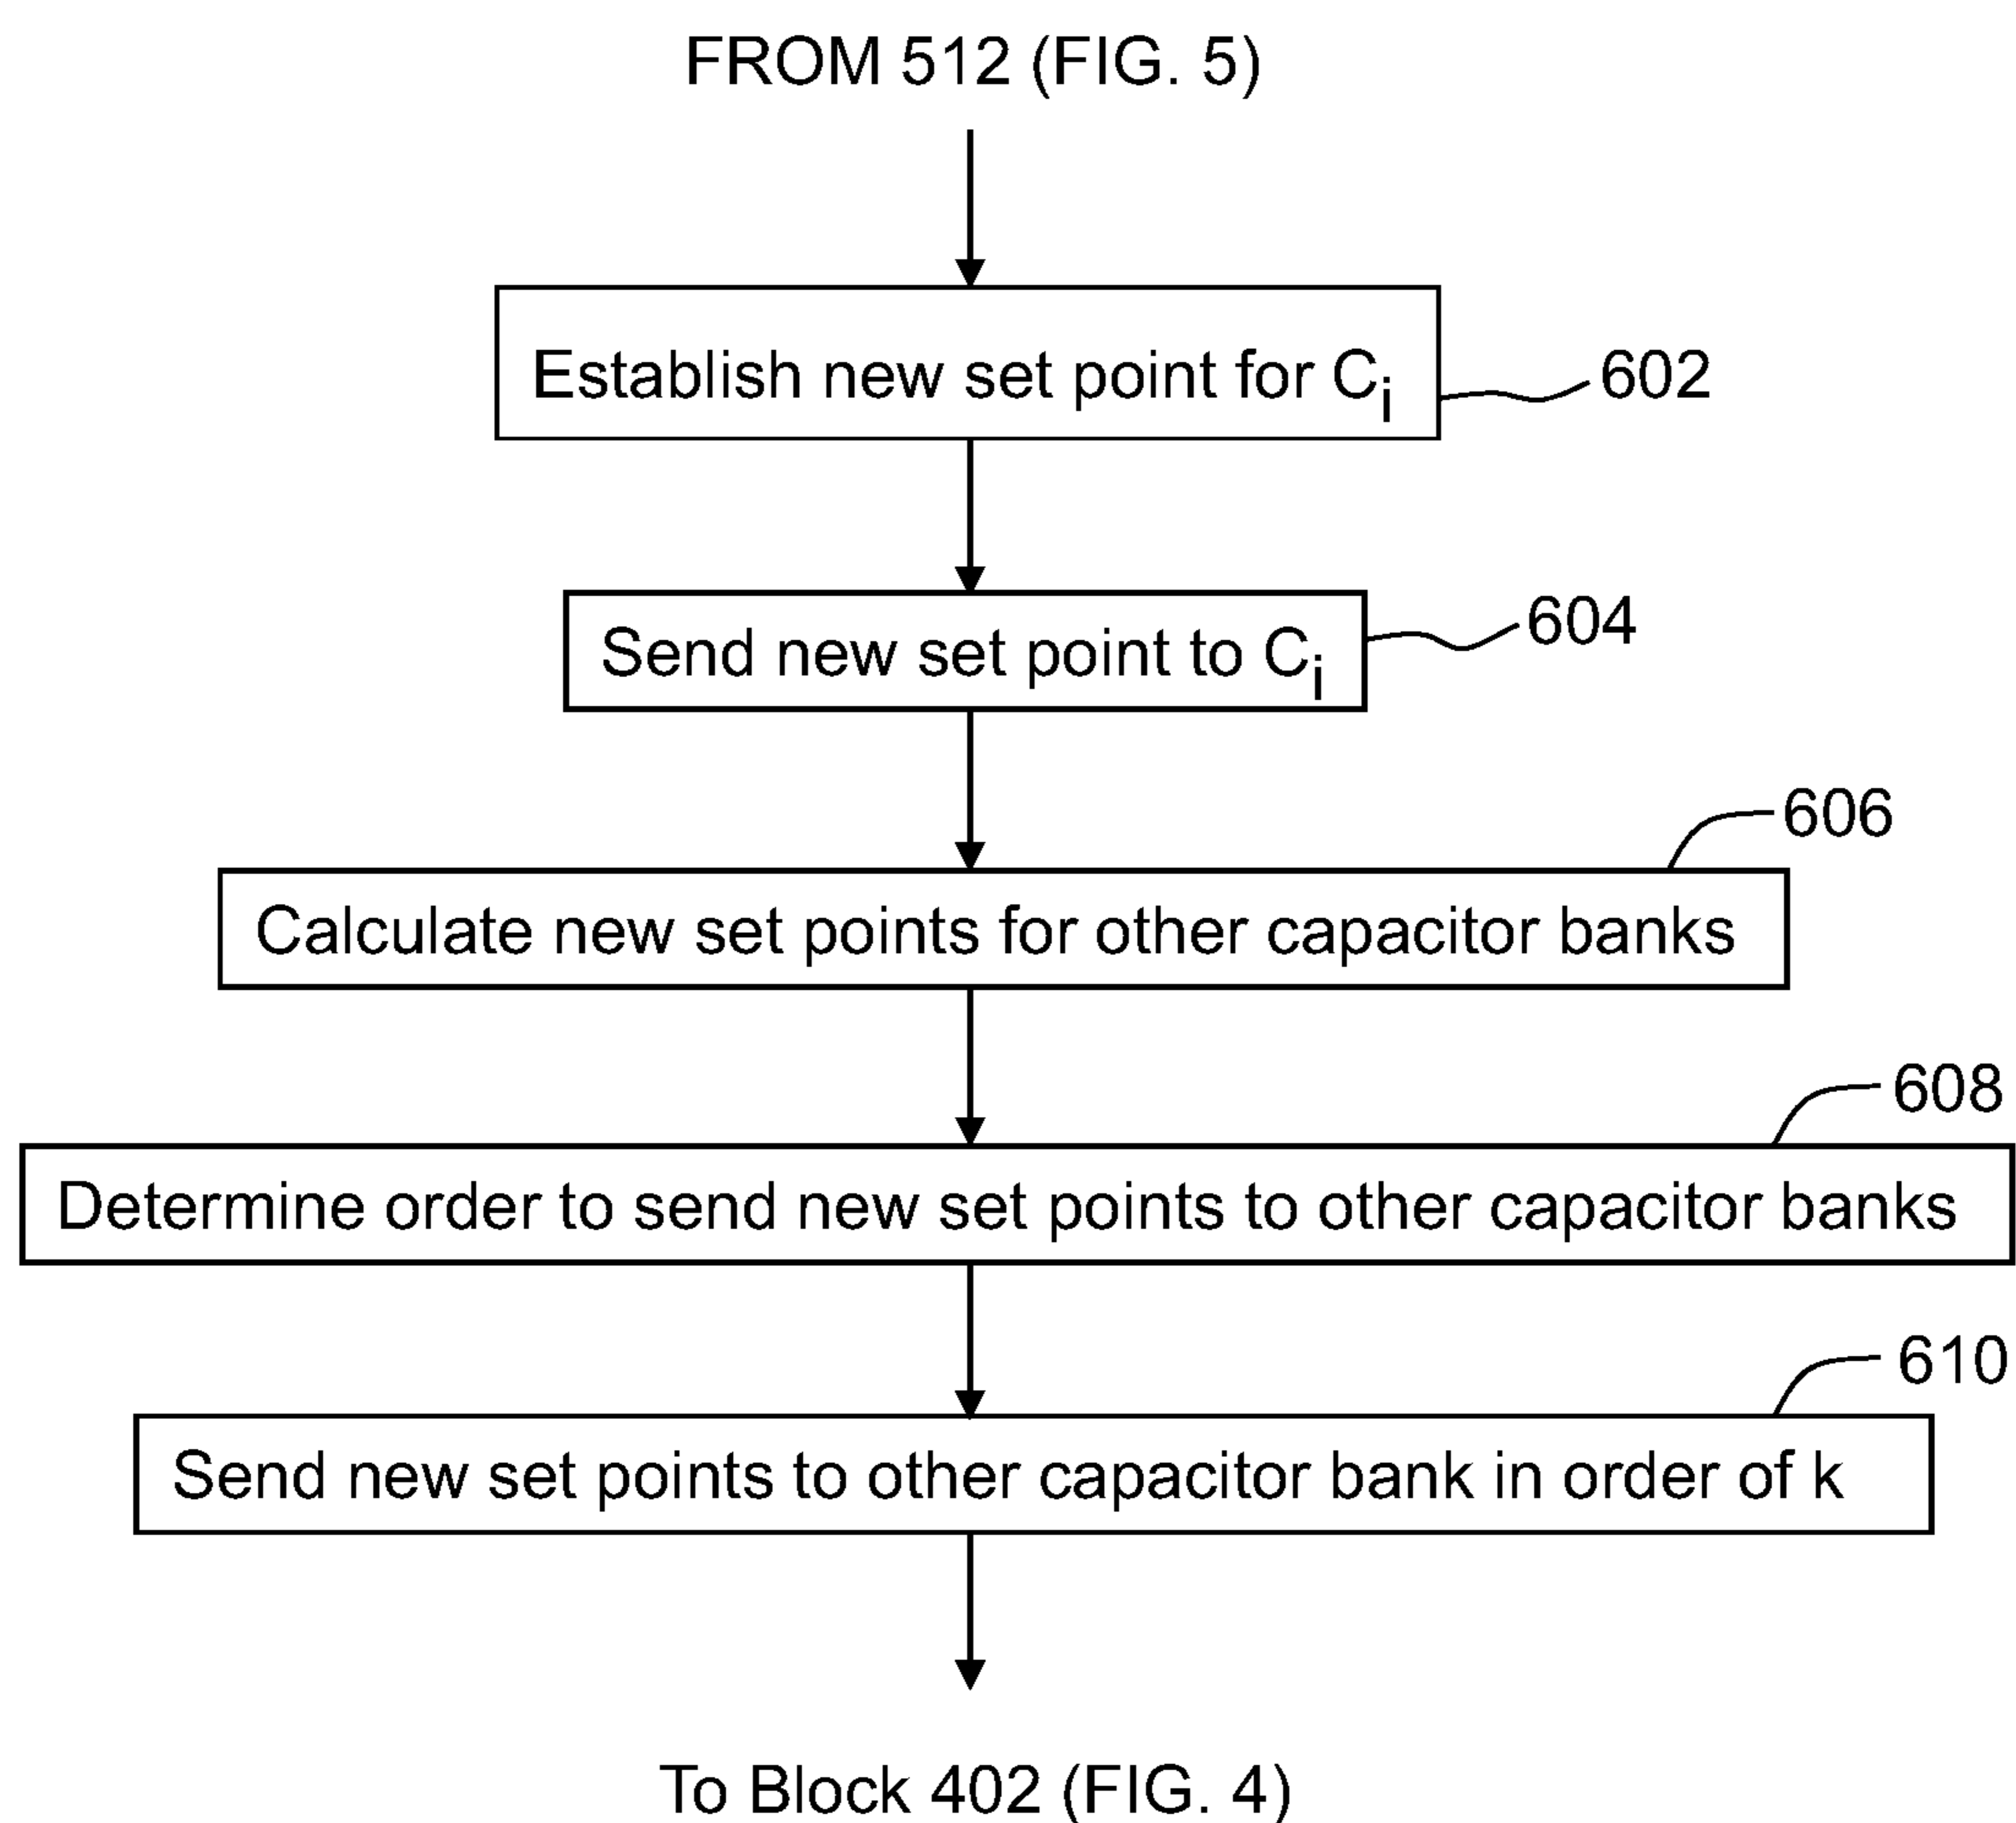 FROM 512 (FIG. 5)
Establish new set point for Ci
602
Send new set point to Ci
604
606
Calculate new set points for other capacitor banks
608
Determine order to send new set points to other capacitor banks
610
Send new set points to other capacitor bank in order of k
To Block 402 (FIG. 4)